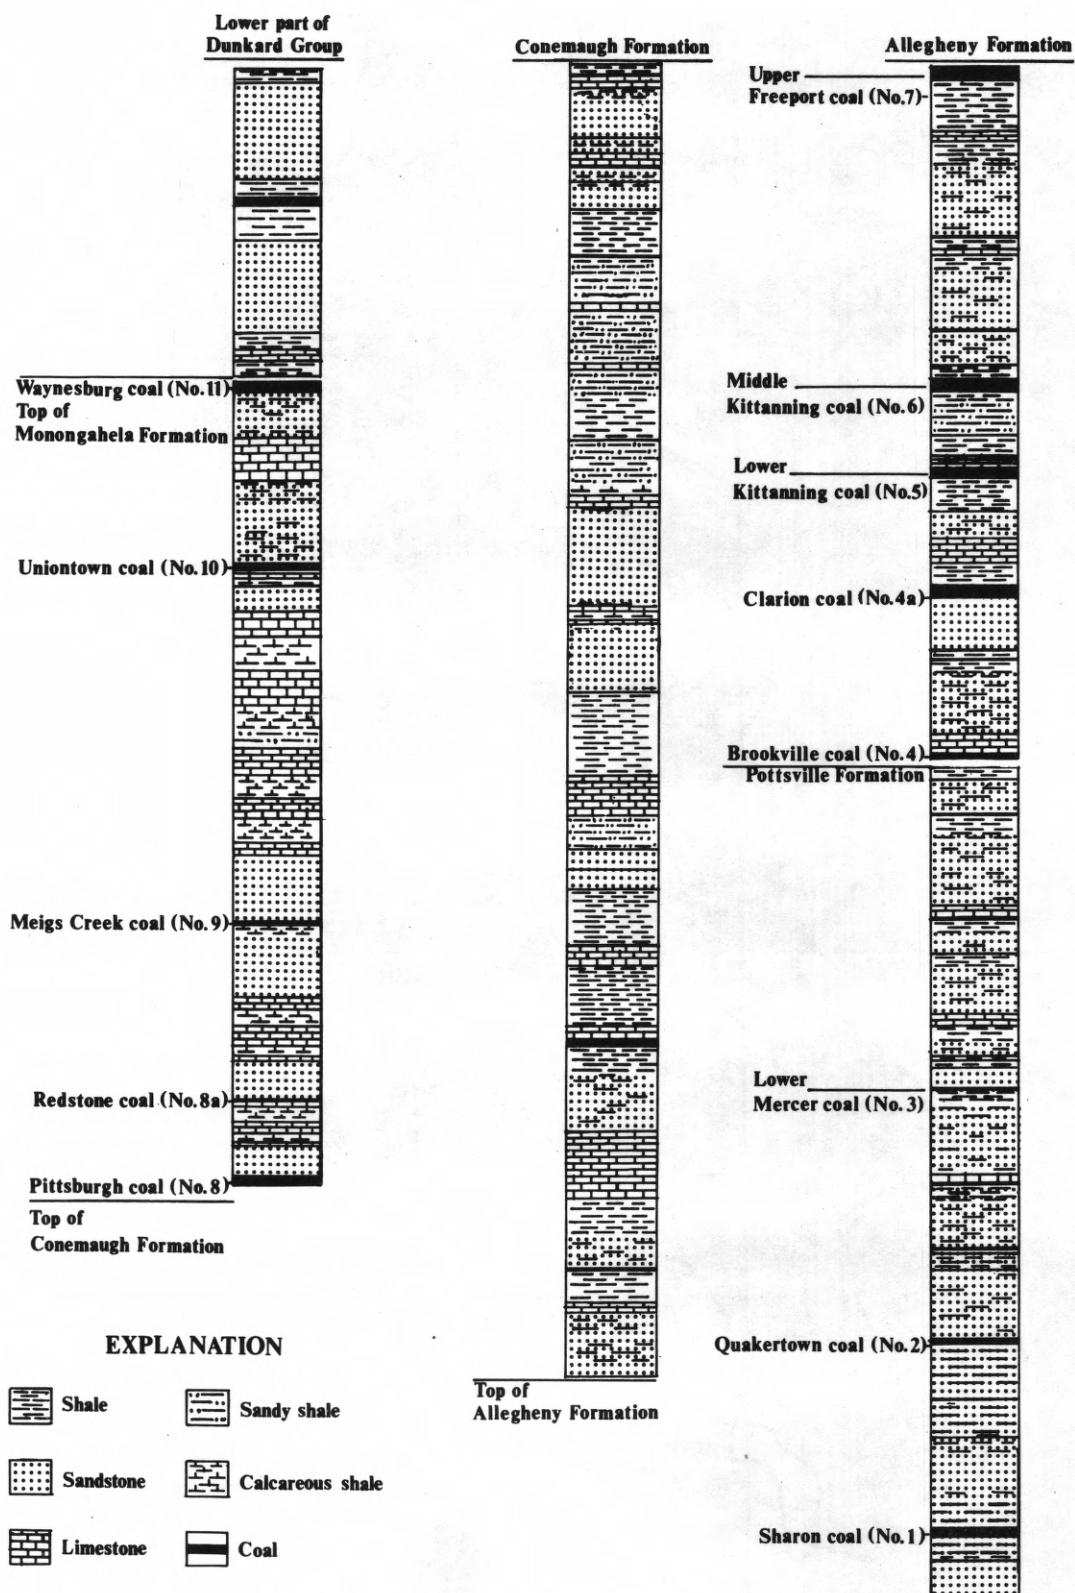 Lower part of
Dunkard Group
Waynesburg coal (No. 11)
Top of
Monongahela Formation
Uniontown coal (No. 10)
Meigs Creek coal (No. 9)
Redstone coal (No. 8a)
Pittsburgh coal (No. 8)
Top of
Conemaugh Formation
Conemaugh Formation
Top of
Allegheny Formation
Allegheny Formation
Upper
Freeport coal (No. 7)
Middle
Kittanning coal (No. 6)
Lower
Kittanning coal (No. 5)
Clarion coal (No. 4a)
Brookville coal (No. 4)
Pottsville Formation
Lower
Mercer coal (No. 3)
Quakertown coal (No. 2)
Sharon coal (No. 1)
EXPLANATION
Shale
Sandy shale
Sandstone
Calcareous shale
Limestone
Coal